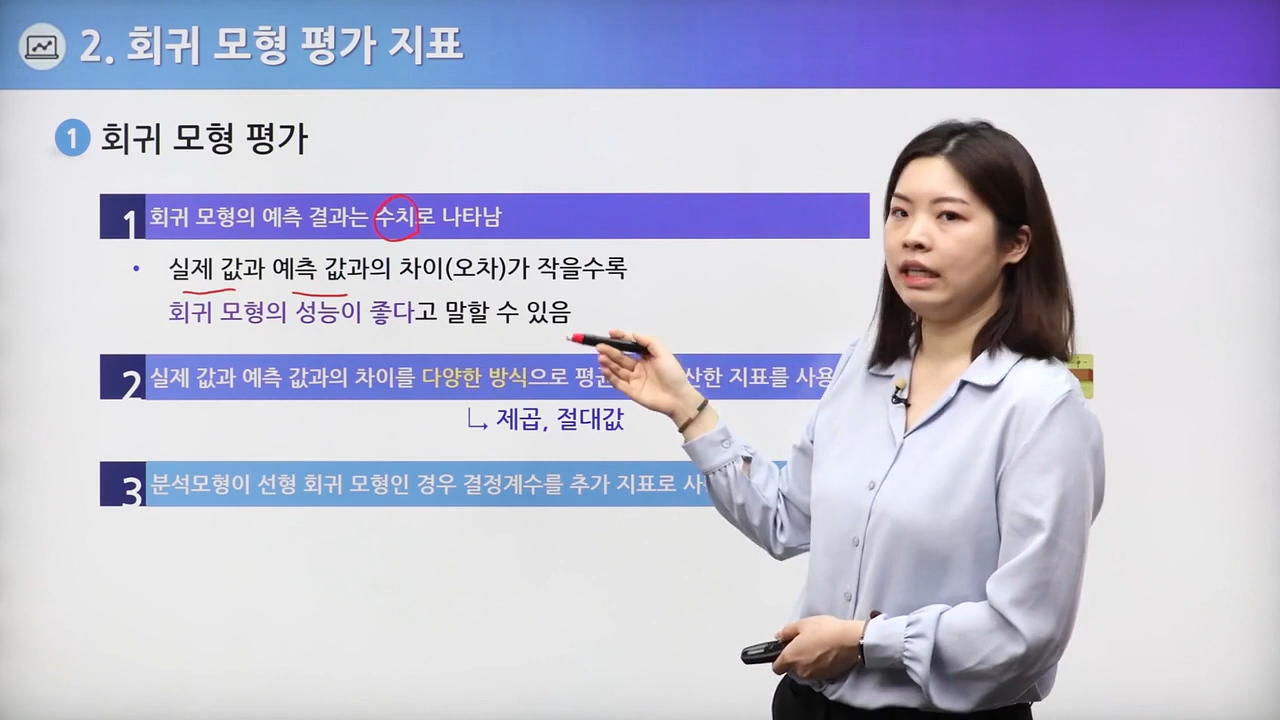 2. 회귀 모형 평가 지표
1 회귀 모형 평가
1 회귀 모형의 예측 결과는 수치로 나타남
• 실제 값과 예측 값과의 차이(오차)가 작을수록
회귀 모형의 성능이 좋다고 말할 수 있음
2 실제 값과 예측 값과의 차이를 다양한 방식으로 지표를
제곱, 절대값
3 분석모형이 선형 회귀 모형인 경우 결정계수를 추가 지표로